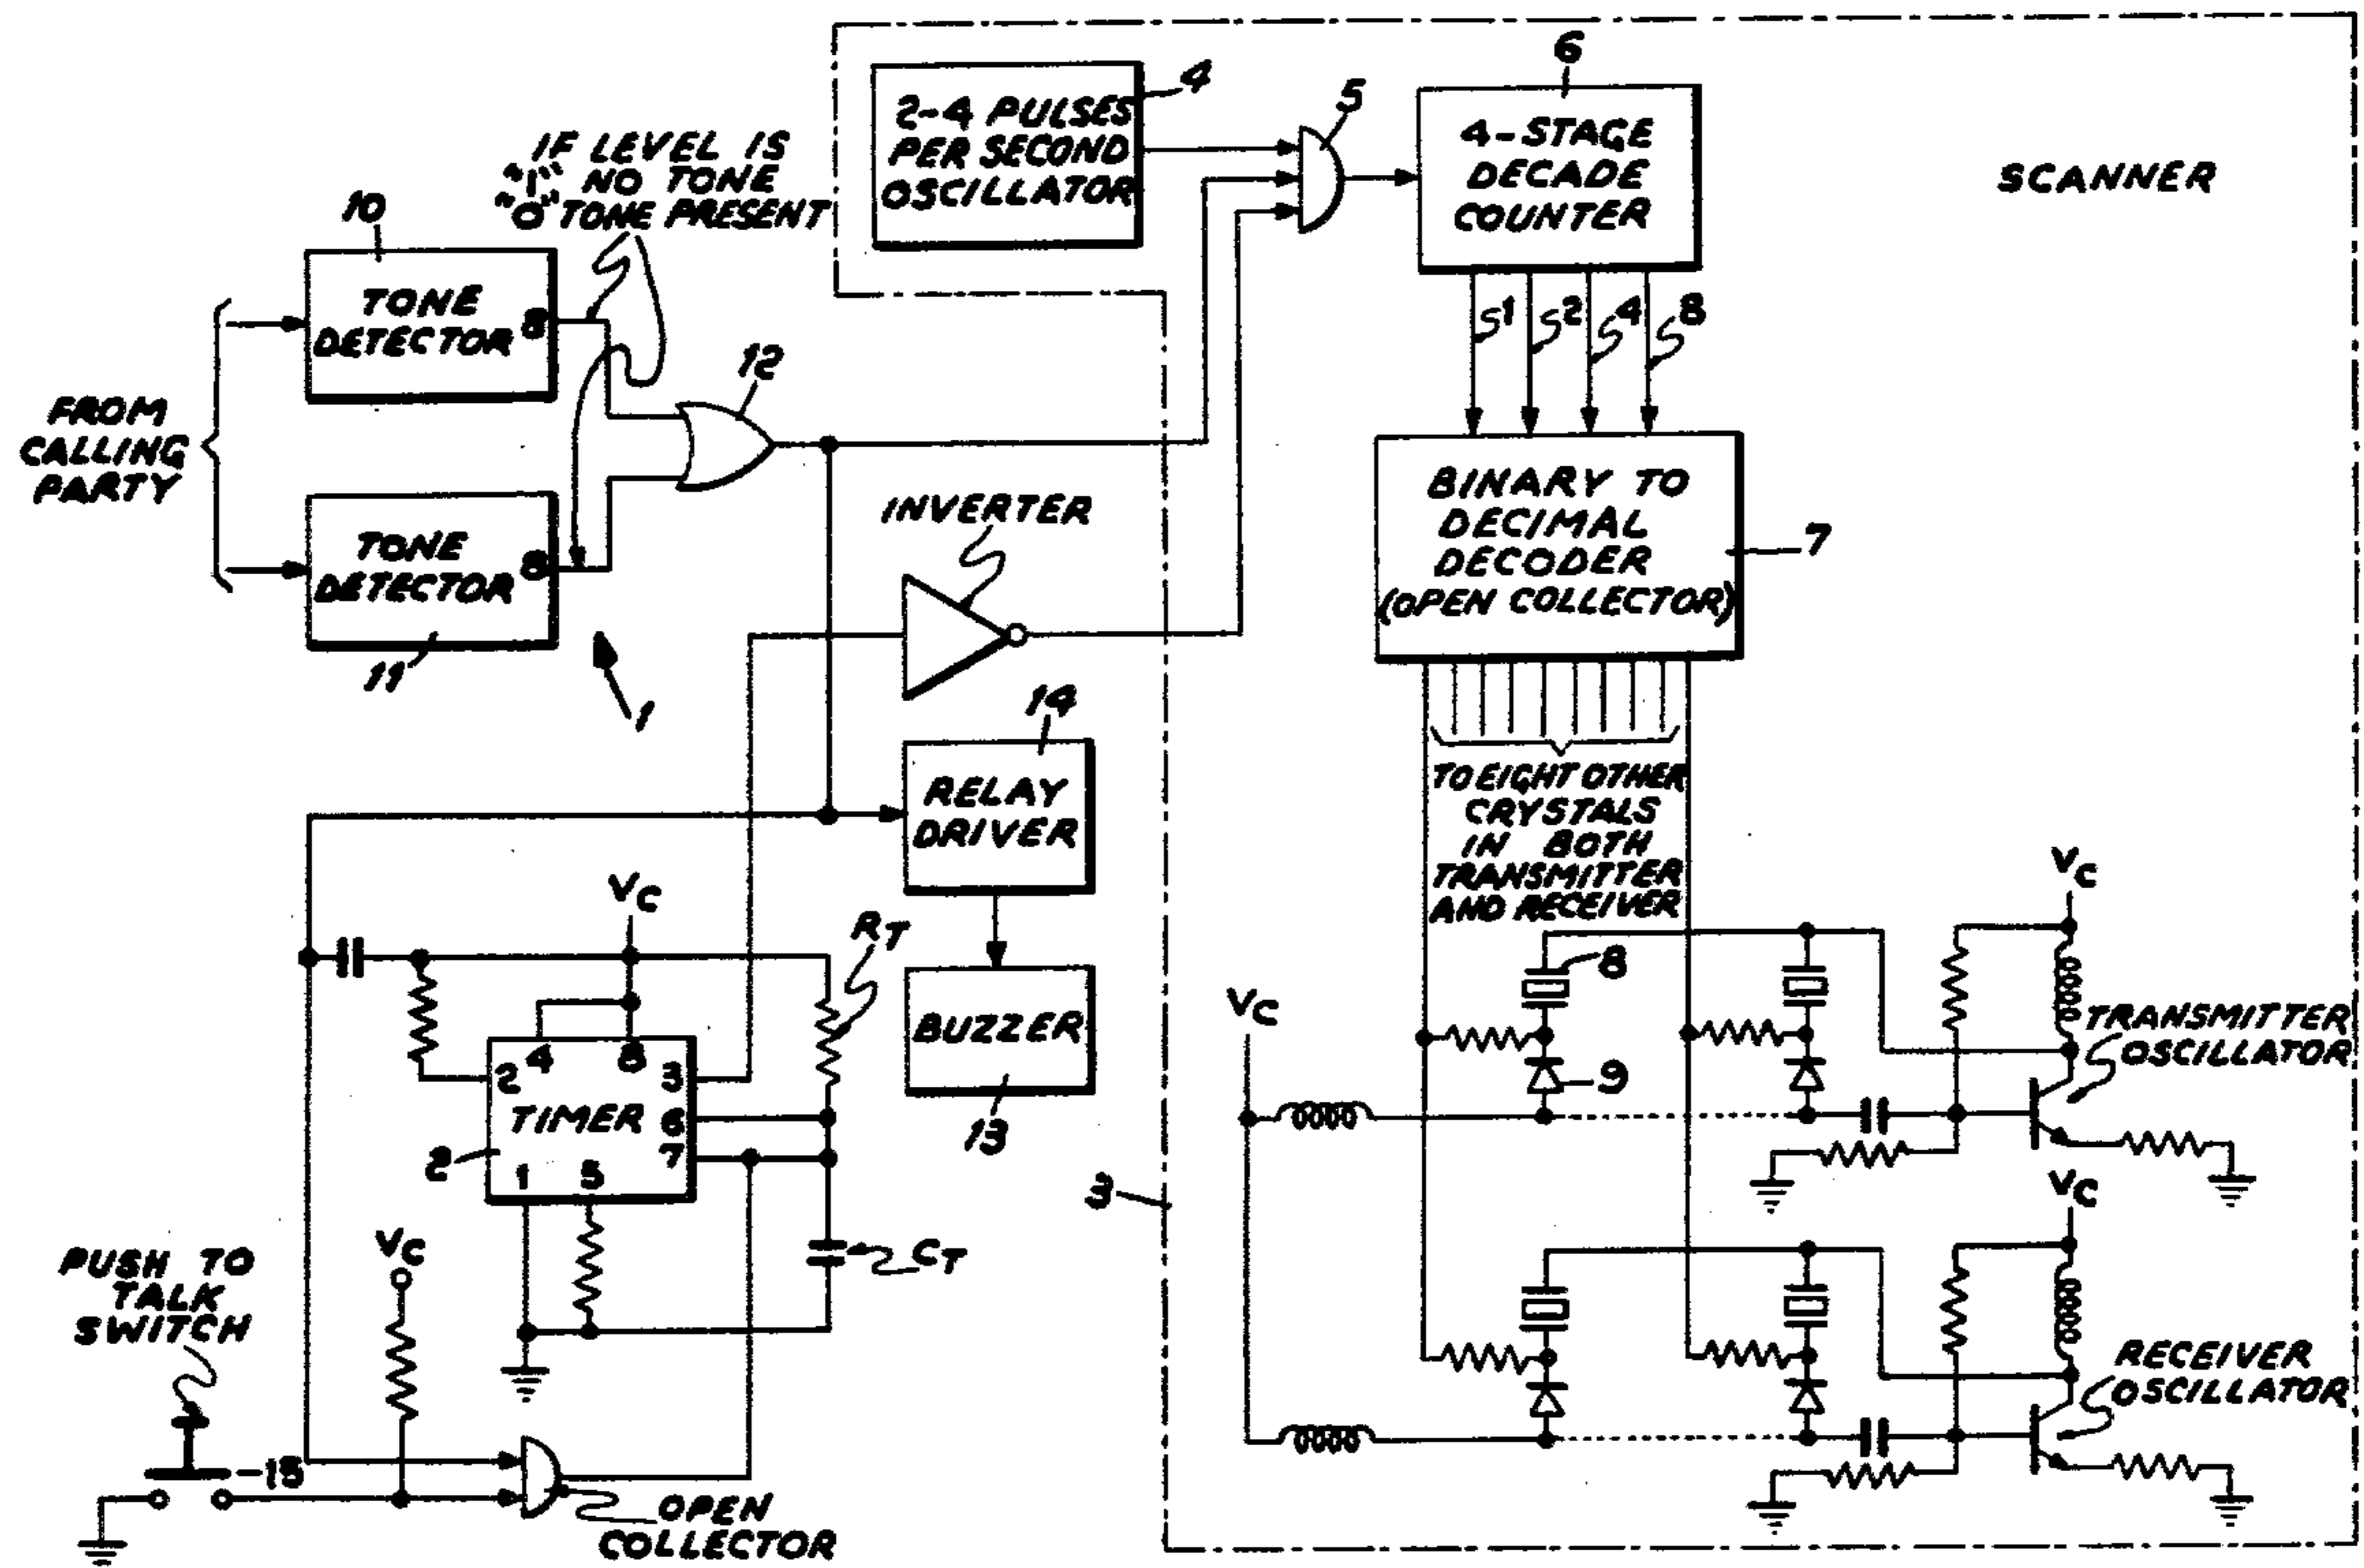 SCANNER
2-4 PULSES
PER SECOND
OSCILLATOR
4
5
6
4-STAGE
DECADE
COUNTER
1
2
4
8
IF LEVEL IS
"1" NO TONE
"0" TONE PRESENT
10
TONE
DETECTOR
8
12
FROM
CALLING
PARTY
TONE
DETECTOR
8
11
1
INVERTER
BINARY TO
DECIMAL
DECODER
(OPEN COLLECTOR)
7
14
RELAY
DRIVER
TO EIGHT OTHER
CRYSTALS
IN BOTH
TRANSMITTER
AND RECEIVER
VC
RT
BUZZER
13
2
4
8
3
TIMER
6
7
1
5
2
CT
3
VC
8
9
VC
TRANSMITTER
OSCILLATOR
VC
RECEIVER
OSCILLATOR
PUSH TO
TALK
SWITCH
VC
15
OPEN
COLLECTOR